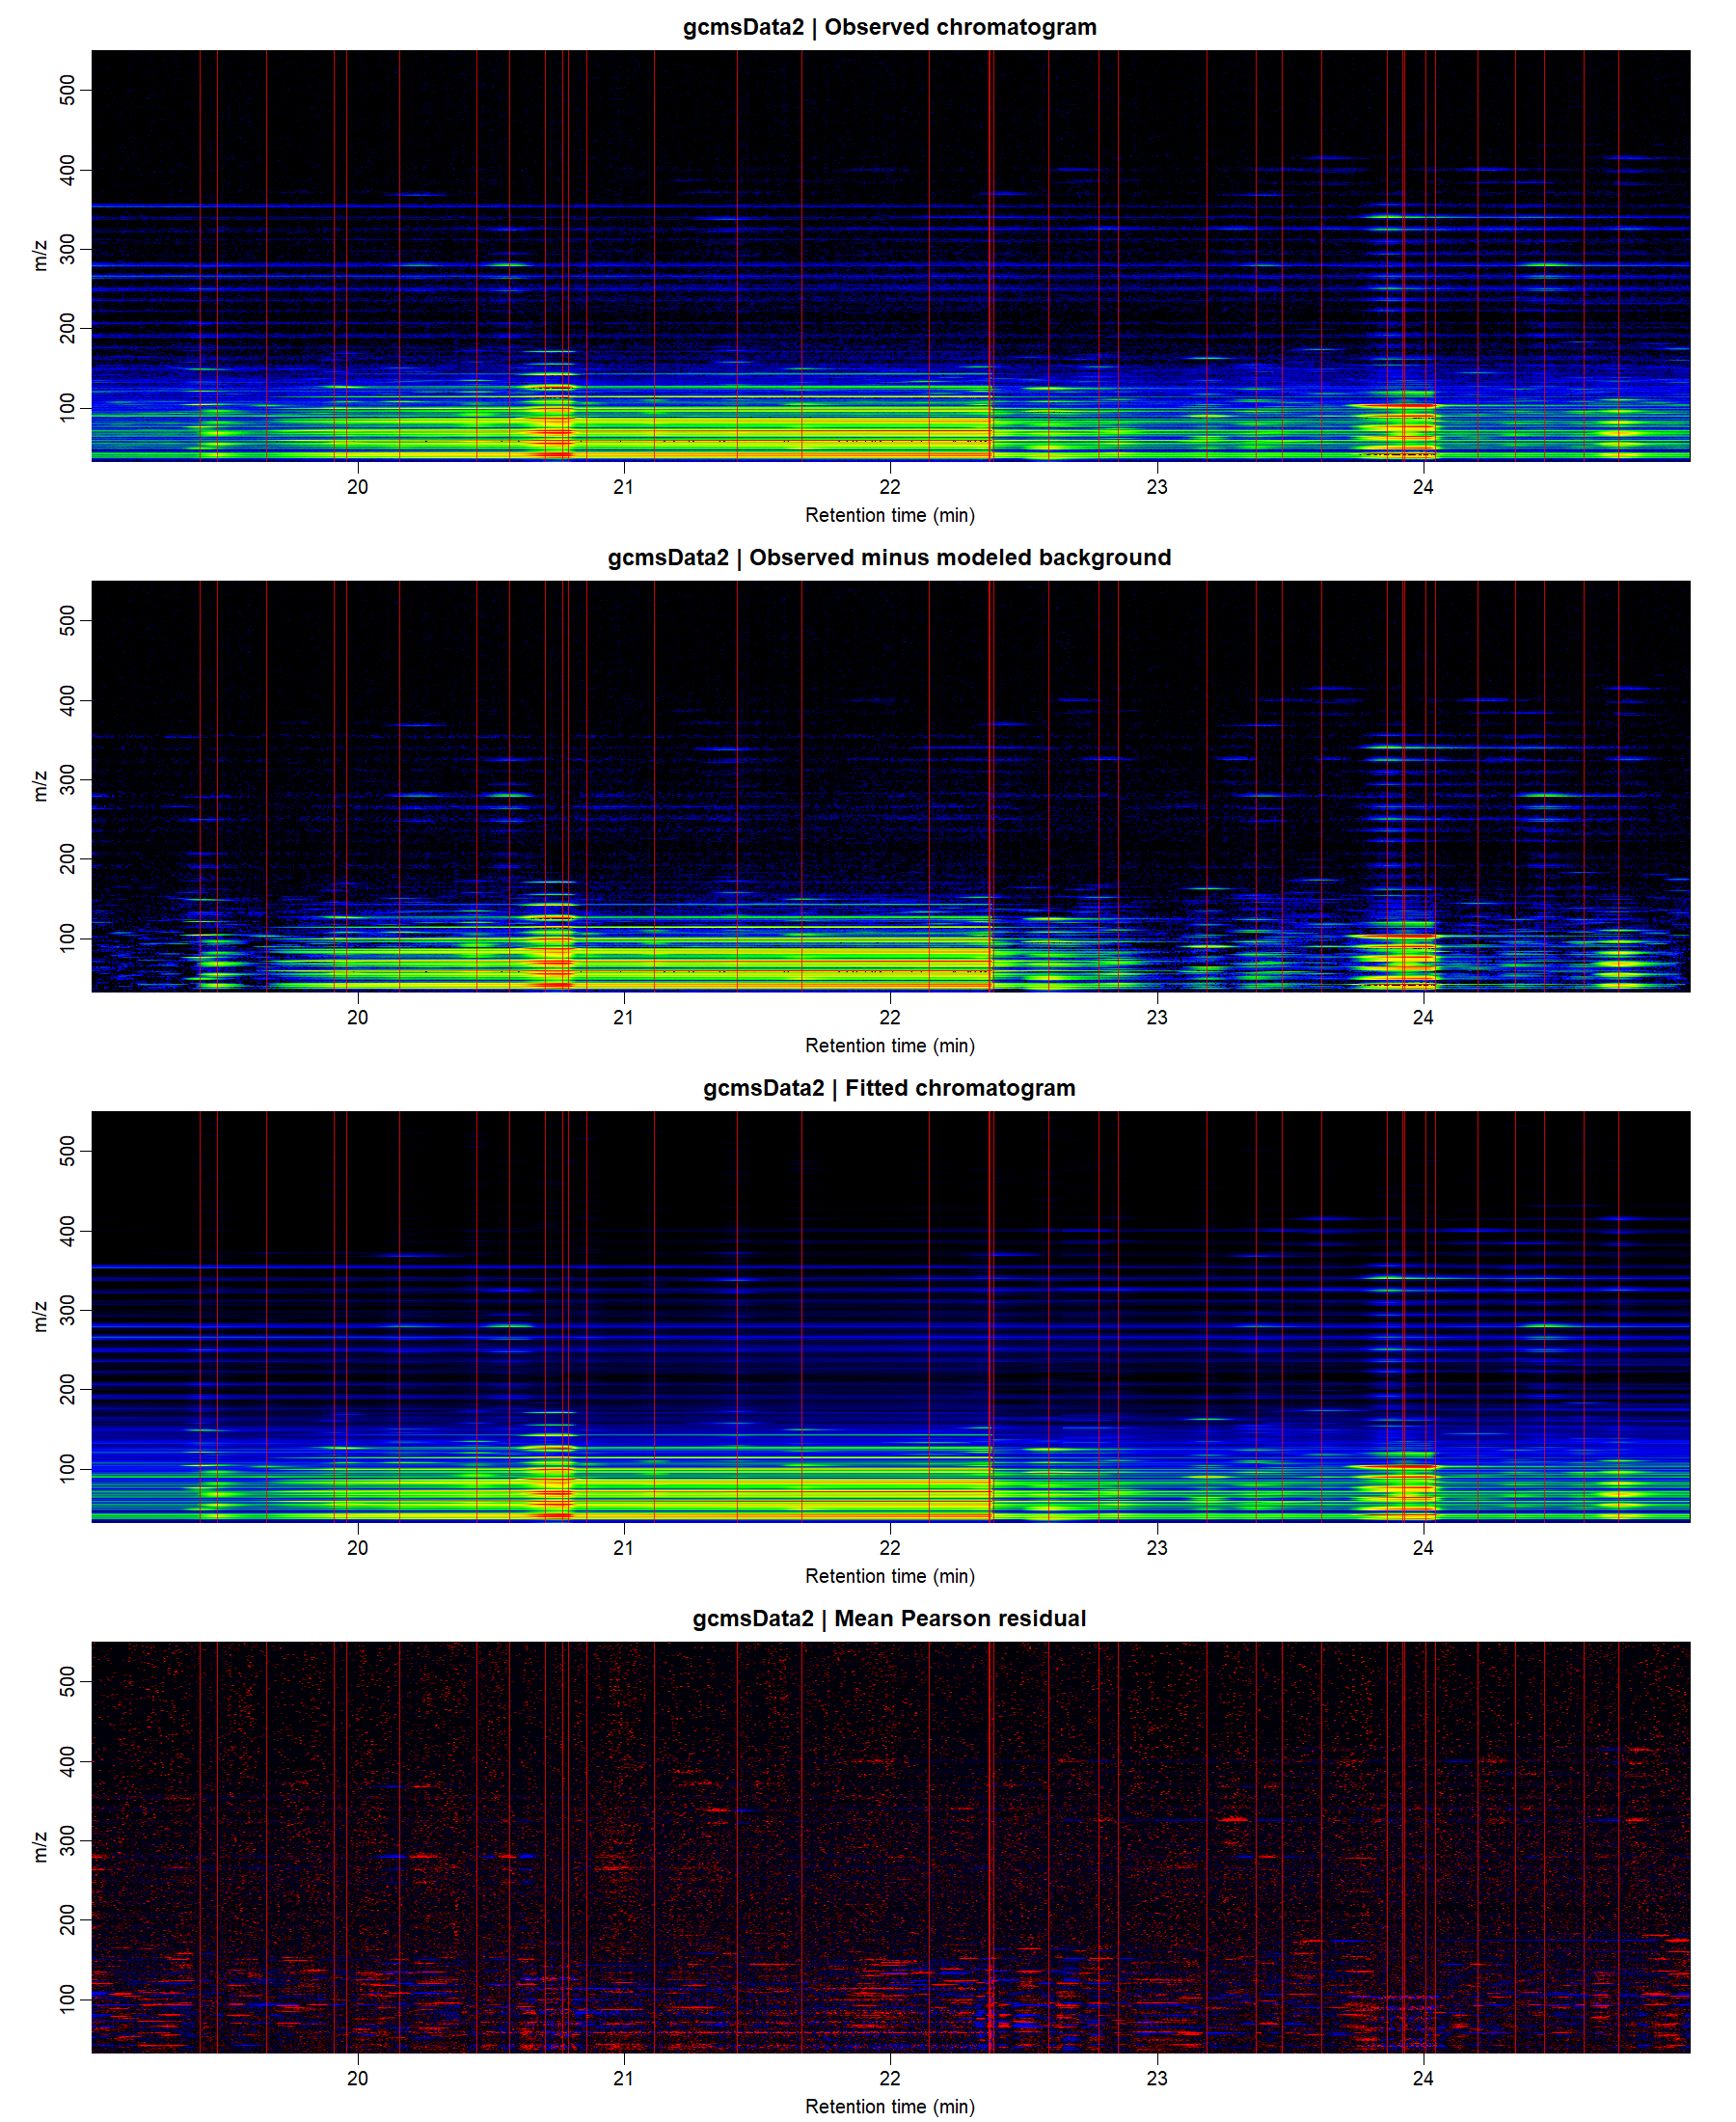 gcmsData2 | Observed chromatogram
m/z
500
400
300
200
100
20 21 22 23 24
Retention time (min)
gcmsData2 | Observed minus modeled background
m/z
500
400
300
200
100
20 21 22 23 24
Retention time (min)
gcmsData2 | Fitted chromatogram
m/z
500
400
300
200
100
20 21 22 23 24
Retention time (min)
gcmsData2 | Mean Pearson residual
m/z
500
400
300
200
100
20 21 22 23 24
Retention time (min)